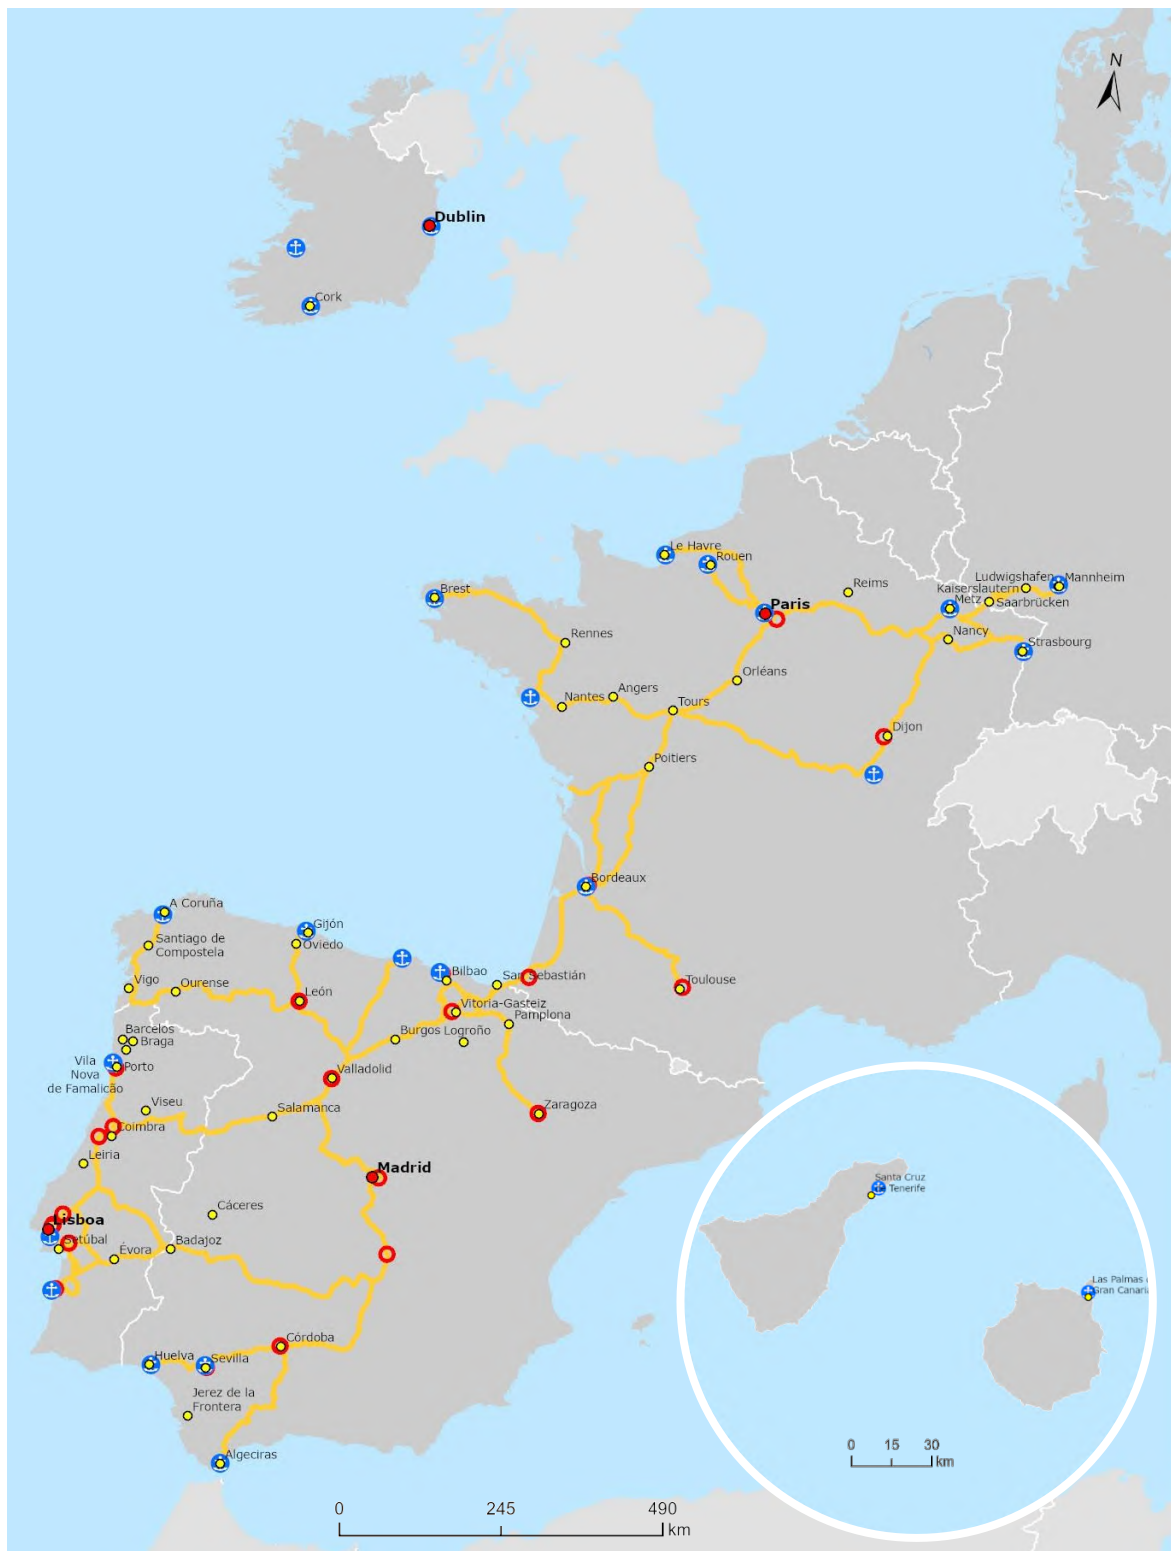 N
Dublin
Cork
Le Havre
Rouen
Reims
Ludwigshafen
Mannheim
Kaiserslautern
Metz
Saarbrücken
Brest
Paris
Rennes
Nancy
Strasbourg
Orléans
Nantes
Angers
Tours
Dijon
Poitiers
Bordeaux
A Coruña
Gijón
Santiago de
Compostela
Oviedo
Bilbao
San Sebastián
Toulouse
Vigo
Ourense
León
Vitoria-Gasteiz
Pamplona
Barcelos
Braga
Burgos
Logroño
Vila
Nova
de Famalicão
Porto
Valladolid
Viseu
Salamanca
Zaragoza
Coimbra
Leiria
Madrid
Cáceres
Lisboa
Setúbal
Évora
Badajoz
Córdoba
Huelva
Sevilla
Jerez de la
Frontera
Algeciras
Santa Cruz
Tenerife
Las Palmas
Gran Canaria
0 15 30
km
0 245 490
km